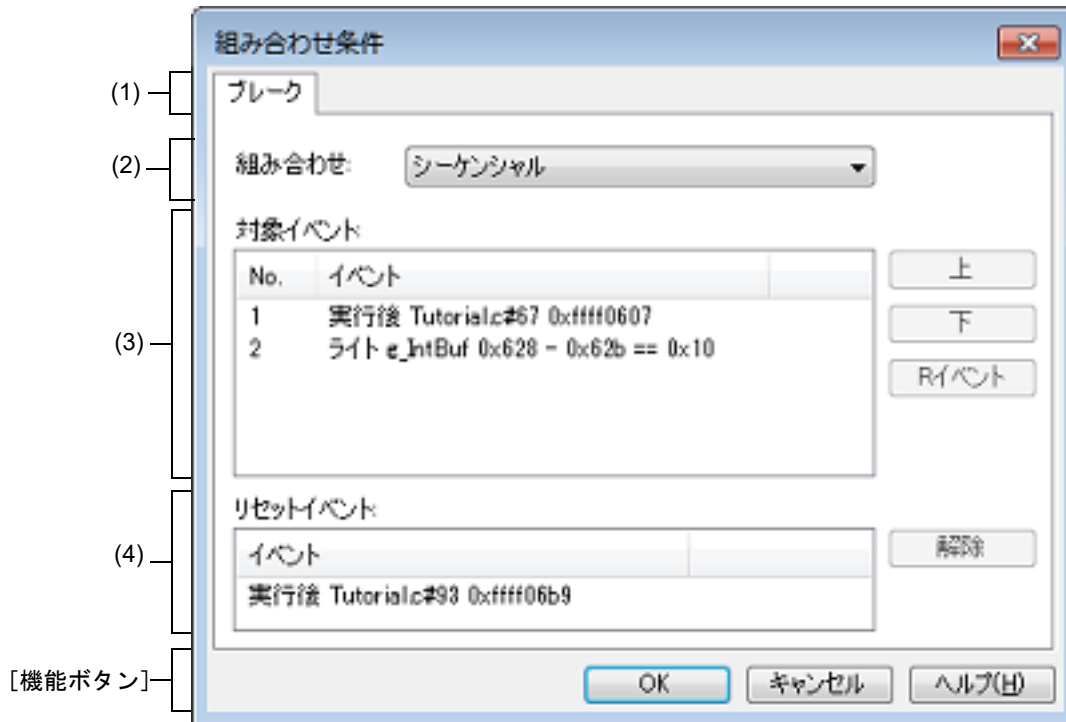 組み合わせ条件
(1)
ブレーク
(2)
組み合わせ: シーケンシャル
対象イベント:
No. イベント
上
1 実行後 Tutorial.c#67 0xffff0607
下
(3)
2 ライト g_IntBuf 0x628 - 0x62b == 0x10
Rイベント
リセットイベント:
(4)
イベント
解除
実行後 Tutorial.c#93 0xffff06b9
[機能ボタン]
OK キャンセル ヘルプ(H)